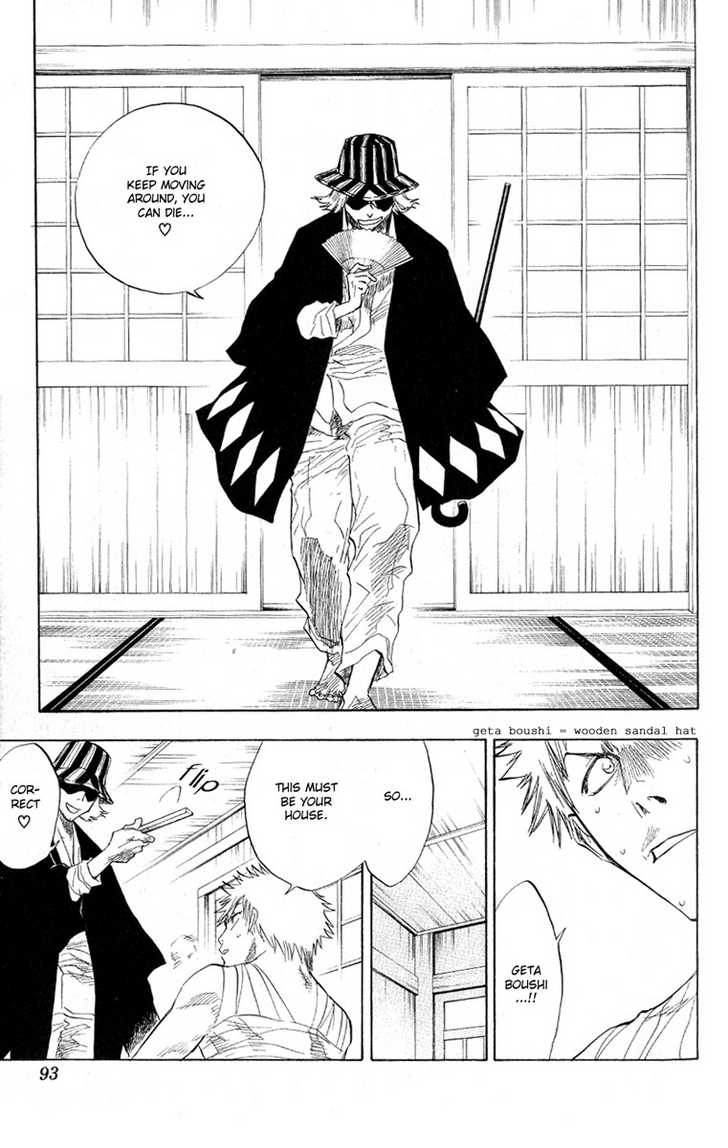 IF YOU
KEEP MOVING
AROUND, YOU
CAN DIE...
♡
geta boushi = wooden sandal hat
GETA
BOUSHI
...!!
SO...
THIS MUST
BE YOUR
HOUSE.
flip
COR-
RECT
♡
93